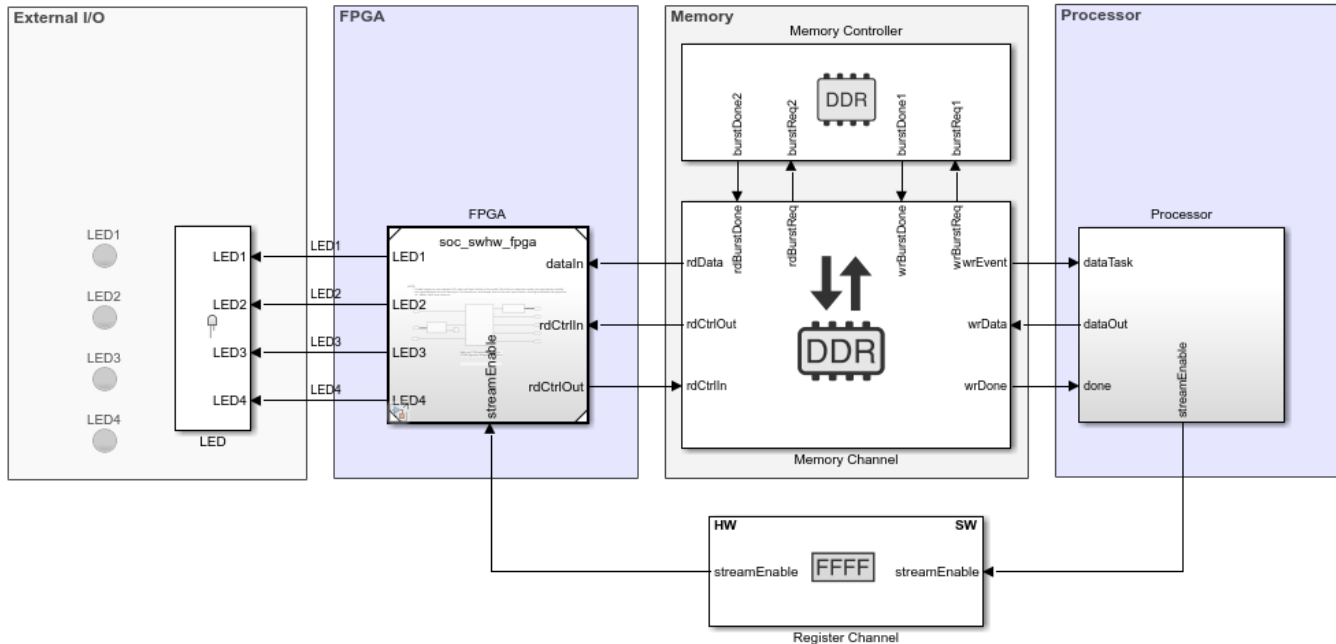 External I/O
FPGA
Memory
Processor
Memory Controller
DDR
burstDone2
burstReq2
burstDone1
burstReq1
FPGA
Processor
LED1
LED2
LED3
LED4
LED1
LED2
LED3
LED4
LED
LED1
LED2
LED3
LED4
soc_swhw_fpga
LED1
LED2
LED3
LED4
dataIn
rdCtrlIn
rdCtrlOut
streamEnable
rdBurstDone
rdBurstReq
wrBurstDone
wrBurstReq
rdData
rdCtrlOut
rdCtrlIn
DDR
wrEvent
wrData
wrDone
Memory Channel
dataTask
dataOut
done
streamEnable
HW
SW
streamEnable
FFFF
streamEnable
Register Channel